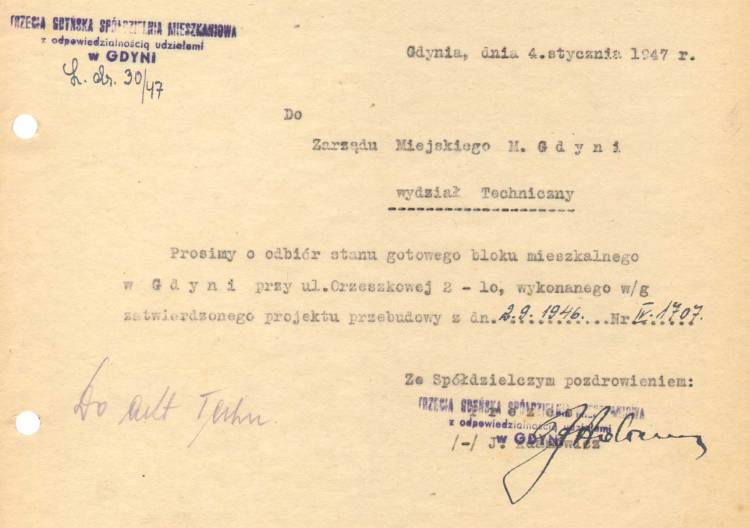 TRZECIA GDYŃSKA SPÓŁDZIELNIA MIESZKANIOWA
z odpowiedzialnością udziałami
w GDYNI
L. dz. 30/47
Gdynia, dnia 4.stycznia 1947 r.
Do
Zarządu Miejskiego M. G d y n i
wydział Techniczny
Prosimy o odbiór stanu gotowego bloku mieszkalnego
w G d y n i przy ul.Orzeszkowej 2 - lo, wykonanego w/g
zatwierdzonego projektu przebudowy z dn. 2.9.1946. Nr IV-1707.
Ze Spółdzielczym pozdrowieniem:
P r e z e s
TRZECIA GDYŃSKA SPÓŁDZIELNIA MIESZKANIOWA
z odpowiedzialnością udziałami
w GDYNI
/-/ J. Adamowicz
Do